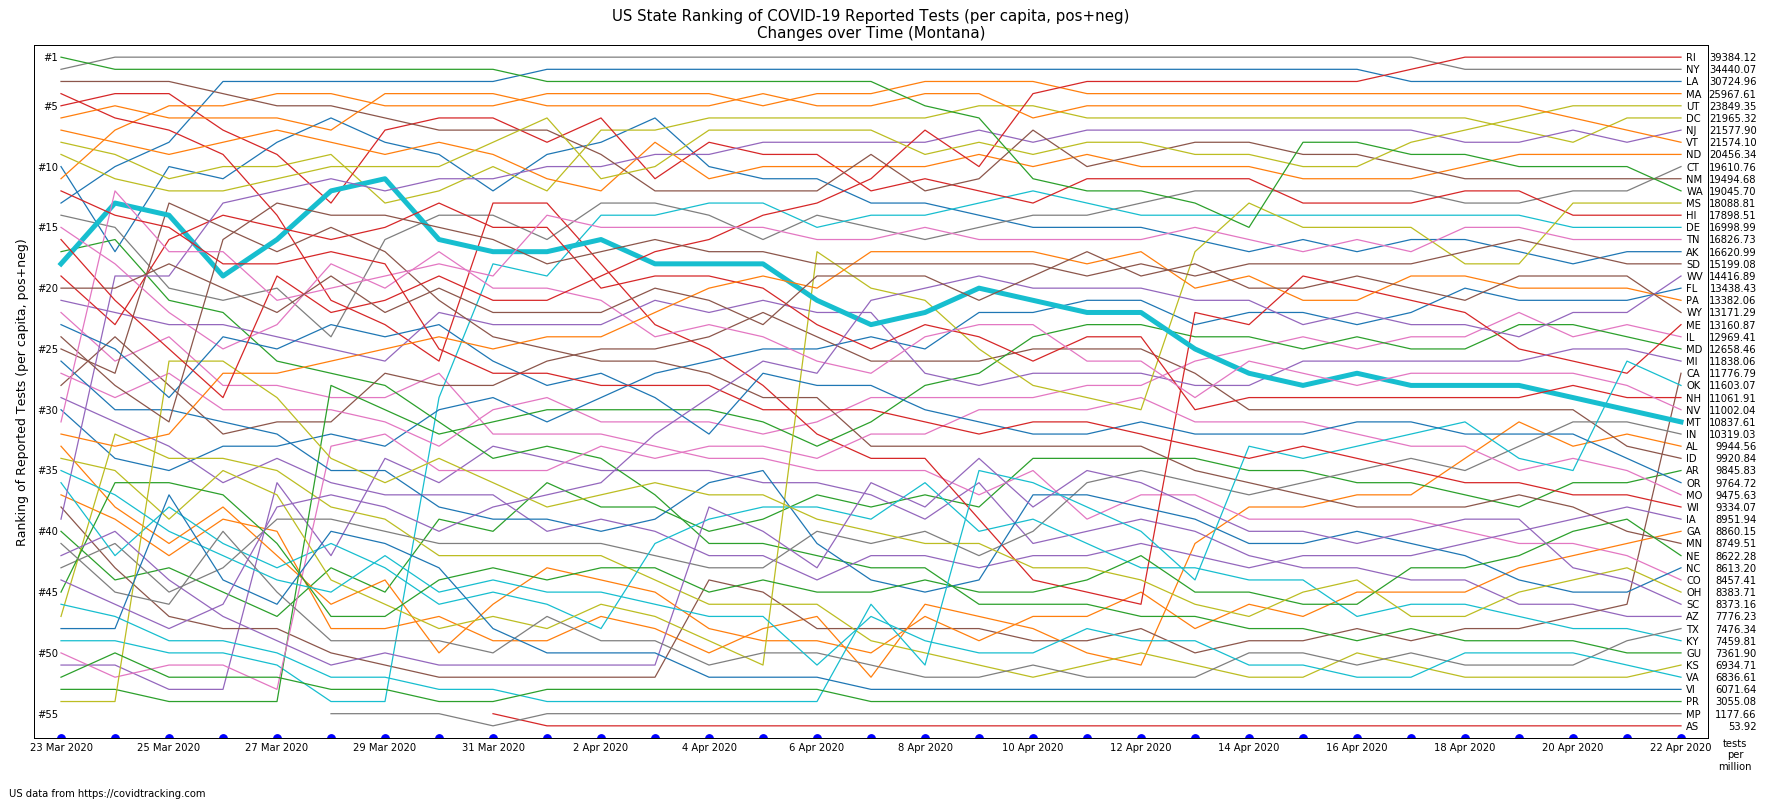 US State Ranking of COVID-19 Reported Tests (per capita, pos+neg)
Changes over Time (Montana)
Ranking of Reported Tests (per capita, pos+neg)
#1
#5
#10
#15
#20
#25
#30
#35
#40
#45
#50
#55
RI 39384.12
NY 34440.07
LA 30724.96
MA 25967.61
UT 23849.35
DC 21965.32
NJ 21577.90
VT 21574.10
ND 20456.34
CT 19610.76
NM 19494.68
WA 19045.70
MS 18088.81
HI 17898.51
DE 16998.99
TN 16826.73
AK 16620.99
SD 15199.08
WV 14416.89
FL 13438.43
PA 13382.06
WY 13171.29
ME 13160.87
IL 12969.41
MD 12658.46
MI 11838.06
CA 11776.79
OK 11603.07
NH 11061.91
NV 11002.04
MT 10837.61
IN 10319.03
AL 9944.56
ID 9920.84
AR 9845.83
OR 9764.72
MO 9475.63
WI 9334.07
IA 8951.94
GA 8860.15
MN 8749.51
NE 8622.28
NC 8613.20
CO 8457.41
OH 8383.71
SC 8373.16
AZ 7776.23
TX 7476.34
KY 7459.81
GU 7361.90
KS 6934.71
VA 6836.61
VI 6071.64
PR 3055.08
MP 1177.66
AS 53.92
23 Mar 2020 25 Mar 2020 27 Mar 2020 29 Mar 2020 31 Mar 2020 2 Apr 2020 4 Apr 2020 6 Apr 2020 8 Apr 2020 10 Apr 2020 12 Apr 2020 14 Apr 2020 16 Apr 2020 18 Apr 2020 20 Apr 2020 22 Apr 2020
tests
per
million
US data from https://covidtracking.com